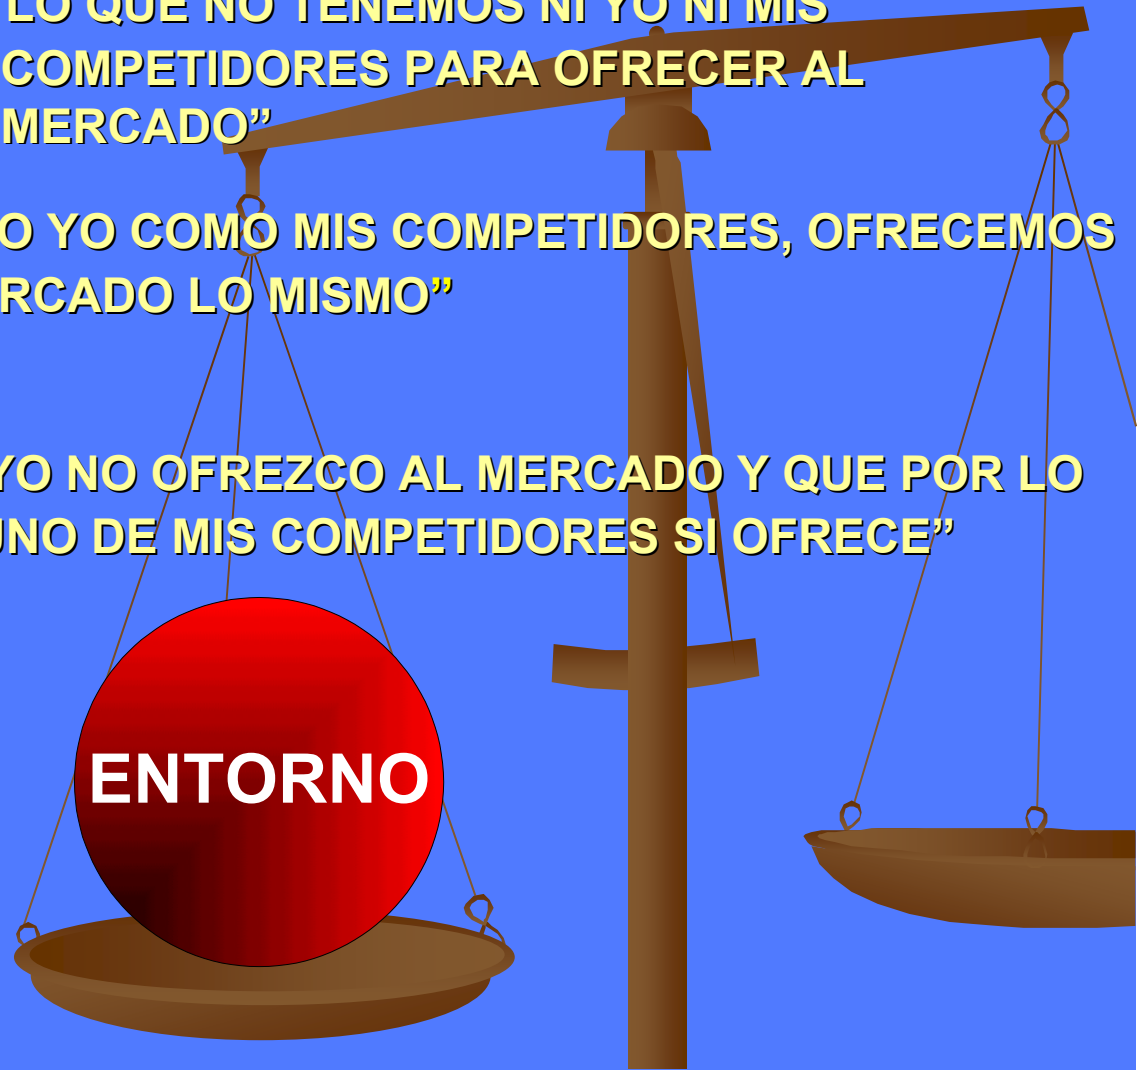 LO QUE NO TENEMOS NI YO NI MIS
COMPETIDORES PARA OFRECER AL
MERCADO”
O YO COMO MIS COMPETIDORES, OFRECEMOS
RCADO LO MISMO”
YO NO OFREZCO AL MERCADO Y QUE POR LO
UNO DE MIS COMPETIDORES SI OFRECE”
ENTORNO